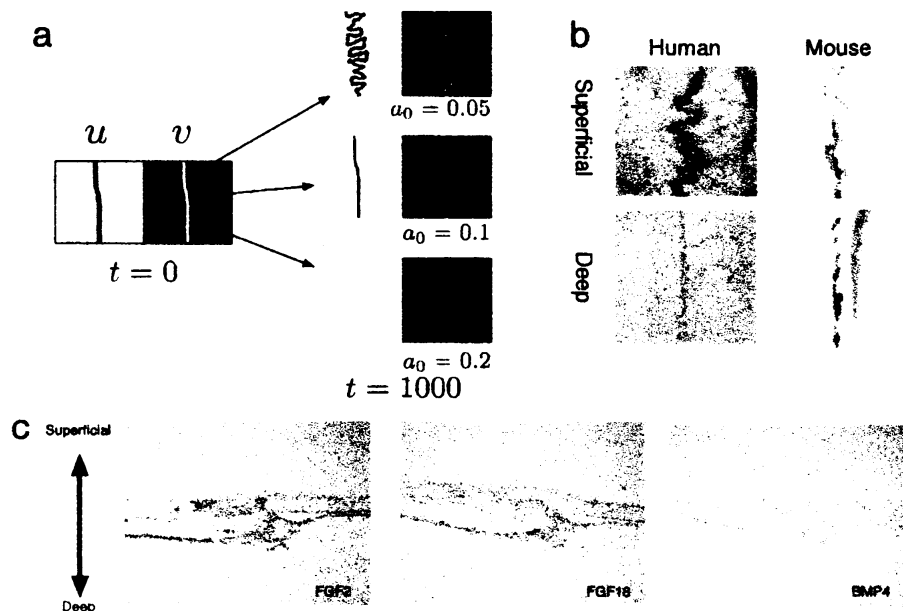 a
u v
t = 0
a₀ = 0.05
a₀ = 0.1
a₀ = 0.2
t = 1000
b
Human Mouse
Superficial
Deep
c
Superficial
Deep
FGF2
FGF18
BMP4